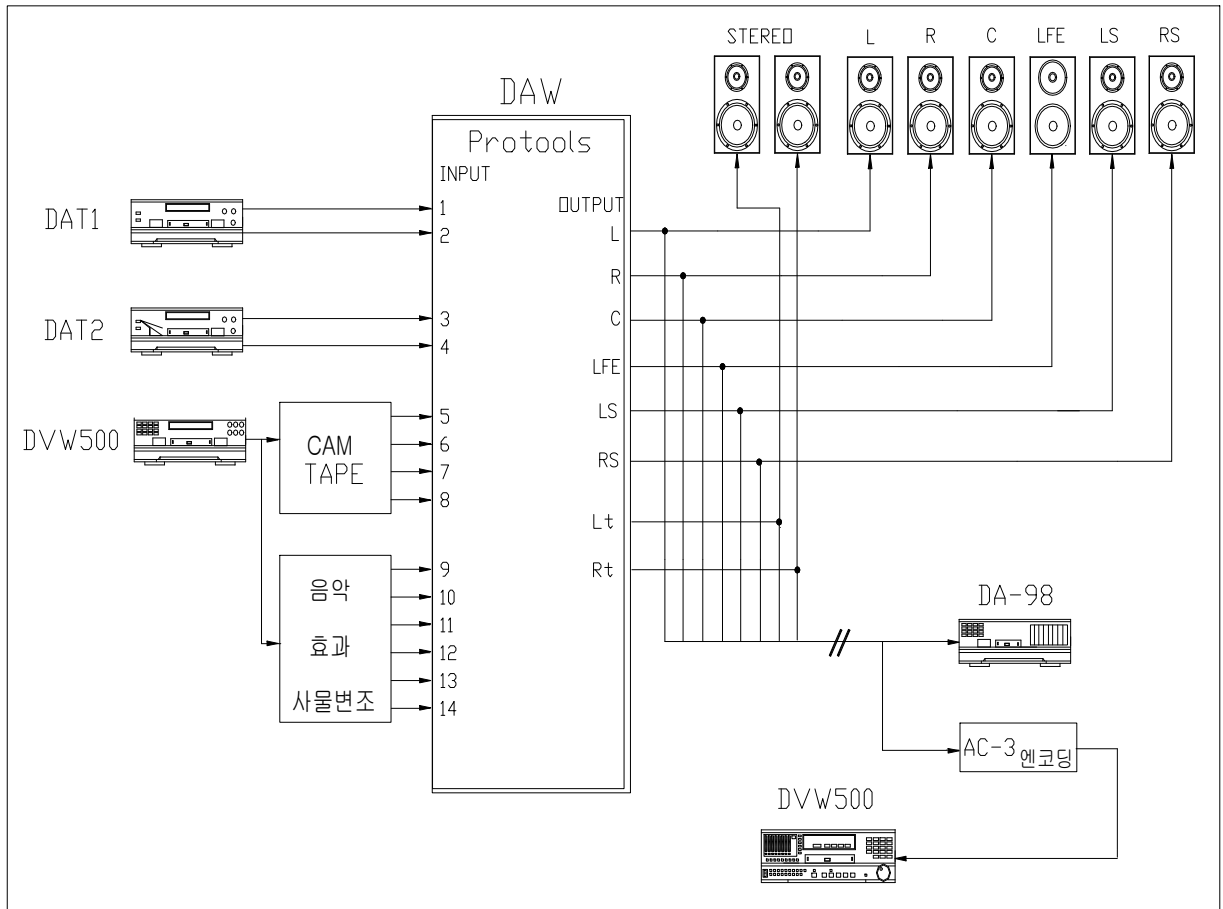 STEREO
L
R
C
LFE
LS
RS
DAW
Protools
INPUT
OUTPUT
DAT1
1
2
DAT2
3
4
DVW500
CAM
TAPE
5
6
7
8
음악
효과
사물변조
9
10
11
12
13
14
L
R
C
LFE
LS
RS
Lt
Rt
DA-98
AC-3 엔코딩
DVW500